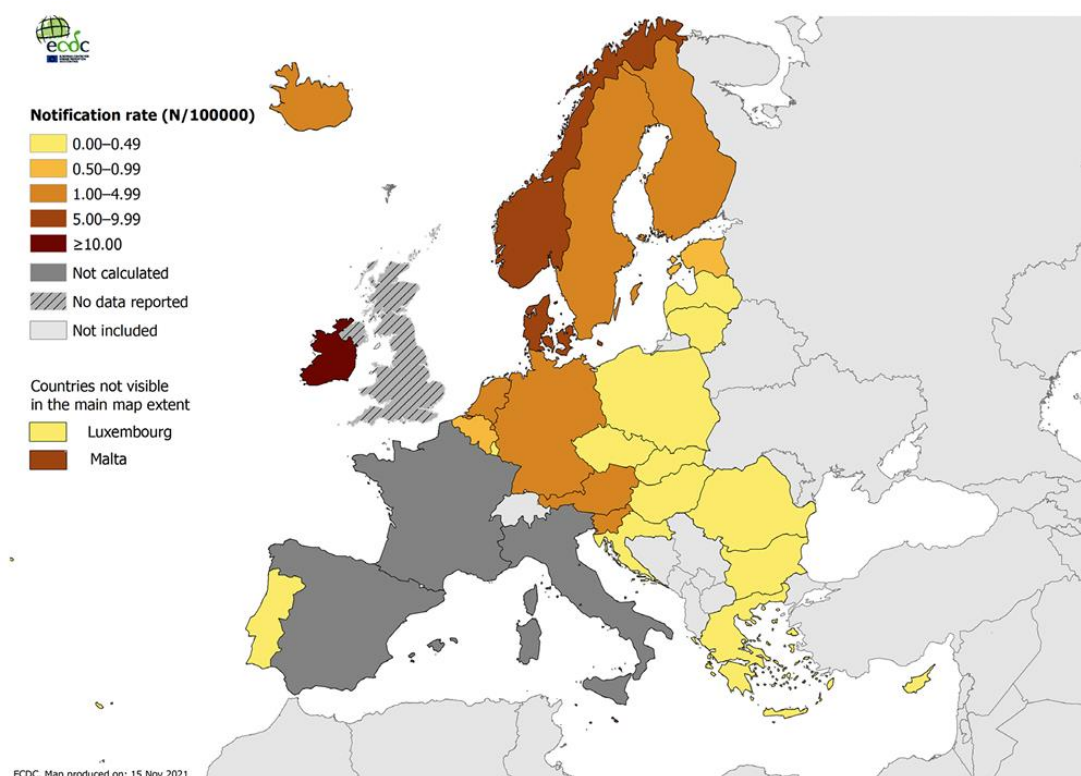 ecdc
Notification rate (N/100000)
0.00–0.49
0.50–0.99
1.00–4.99
5.00–9.99
≥10.00
Not calculated
No data reported
Not included
Countries not visible
in the main map extent
Luxembourg
Malta
ECDC. Map produced on: 15 Nov 2021